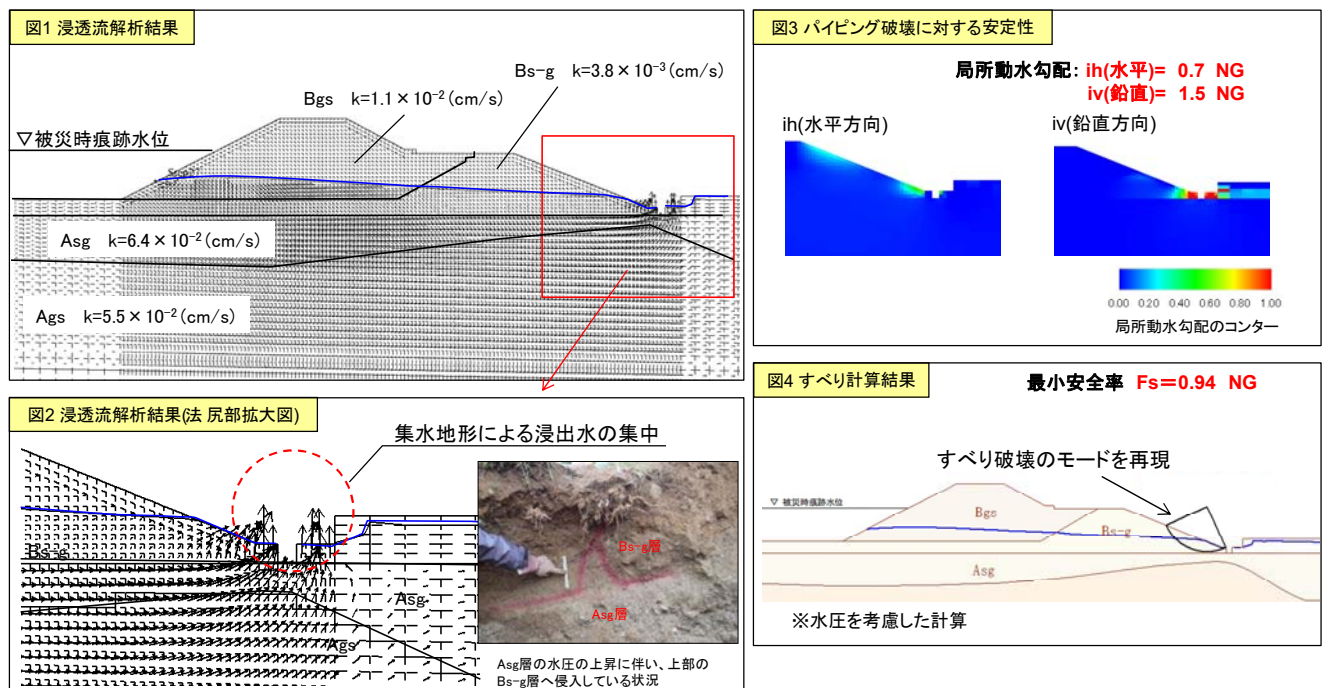 図1 浸透流解析結果
Bs-g k=3.8×10⁻³(cm/s)
Bgs k=1.1×10⁻²(cm/s)
▽被災時痕跡水位
Asg k=6.4×10⁻²(cm/s)
Ags k=5.5×10⁻²(cm/s)
図2 浸透流解析結果(法 尻部拡大図)
集水地形による浸出水の集中
Bs-g
Asg
Ags
Bs-g層
Asg層
Asg層の水圧の上昇に伴い、上部の
Bs-g層へ侵入している状況
図3 パイピング破壊に対する安定性
局所動水勾配: ih(水平)= 0.7 NG
iv(鉛直)= 1.5 NG
ih(水平方向)
iv(鉛直方向)
0.00 0.20 0.40 0.60 0.80 1.00
局所動水勾配のコンター
図4 すべり計算結果
最小安全率 Fs=0.94 NG
すべり破壊のモードを再現
▽ 被災時痕跡水位
Bgs
Bs-g
Asg
※水圧を考慮した計算